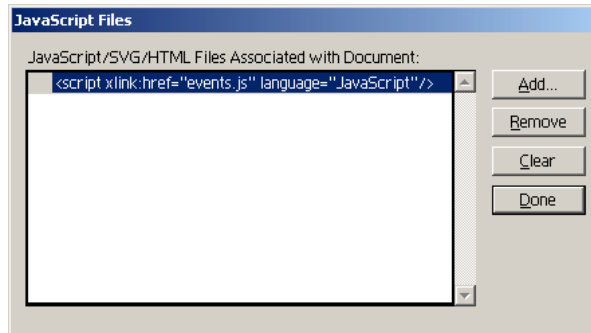 JavaScript Files
JavaScript/SVG/HTML Files Associated with Document:
<script xlink:href="events.js" language="JavaScript"/>
Add...
Remove
Clear
Done